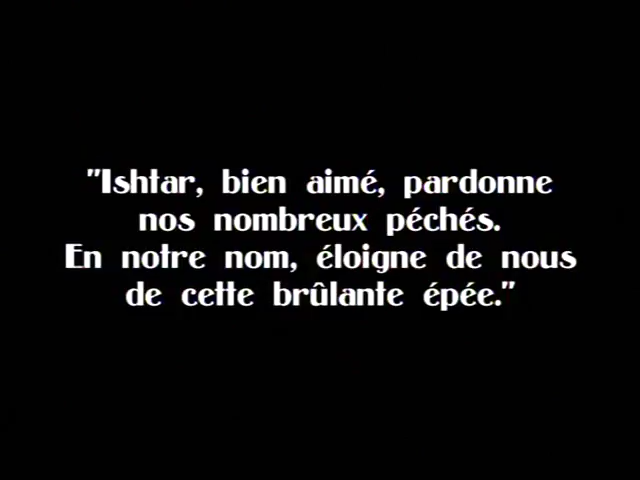 "Ishtar, bien aimé, pardonne
nos nombreux péchés.
En notre nom, éloigne de nous
de cette brûlante épée."